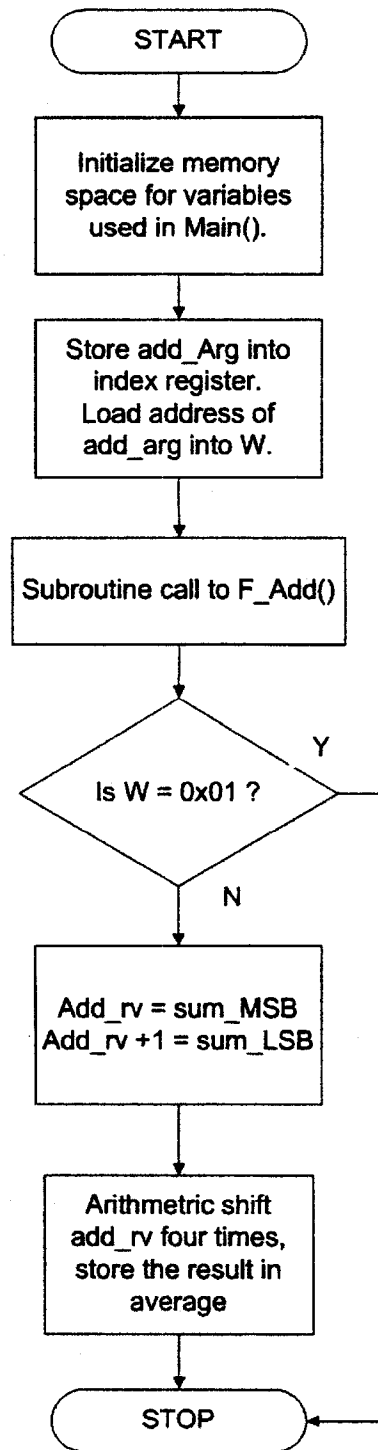 START
Initialize memory
space for variables
used in Main().
Store add_Arg into
index register.
Load address of
add_arg into W.
Subroutine call to F_Add()
Is W = 0x01 ?
Y
N
Add_rv = sum_MSB
Add_rv +1 = sum_LSB
Arithmetric shift
add_rv four times,
store the result in
average
STOP